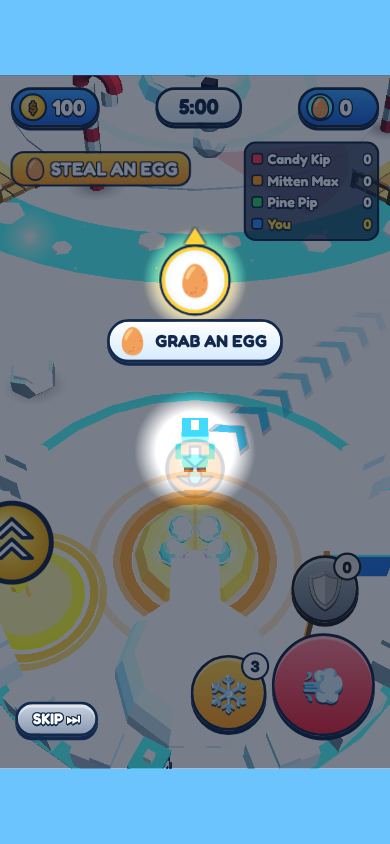 100
5:00
0
STEAL AN EGG
Candy Kip 0
Mitten Max 0
Pine Pip 0
You 0
GRAB AN EGG
0
3
SKIP